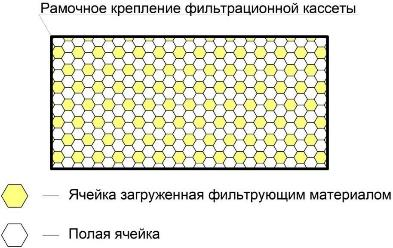 Рамочное крепление фильтрационной кассеты
Ячейка загруженная фильтрующим материалом
Полая ячейка